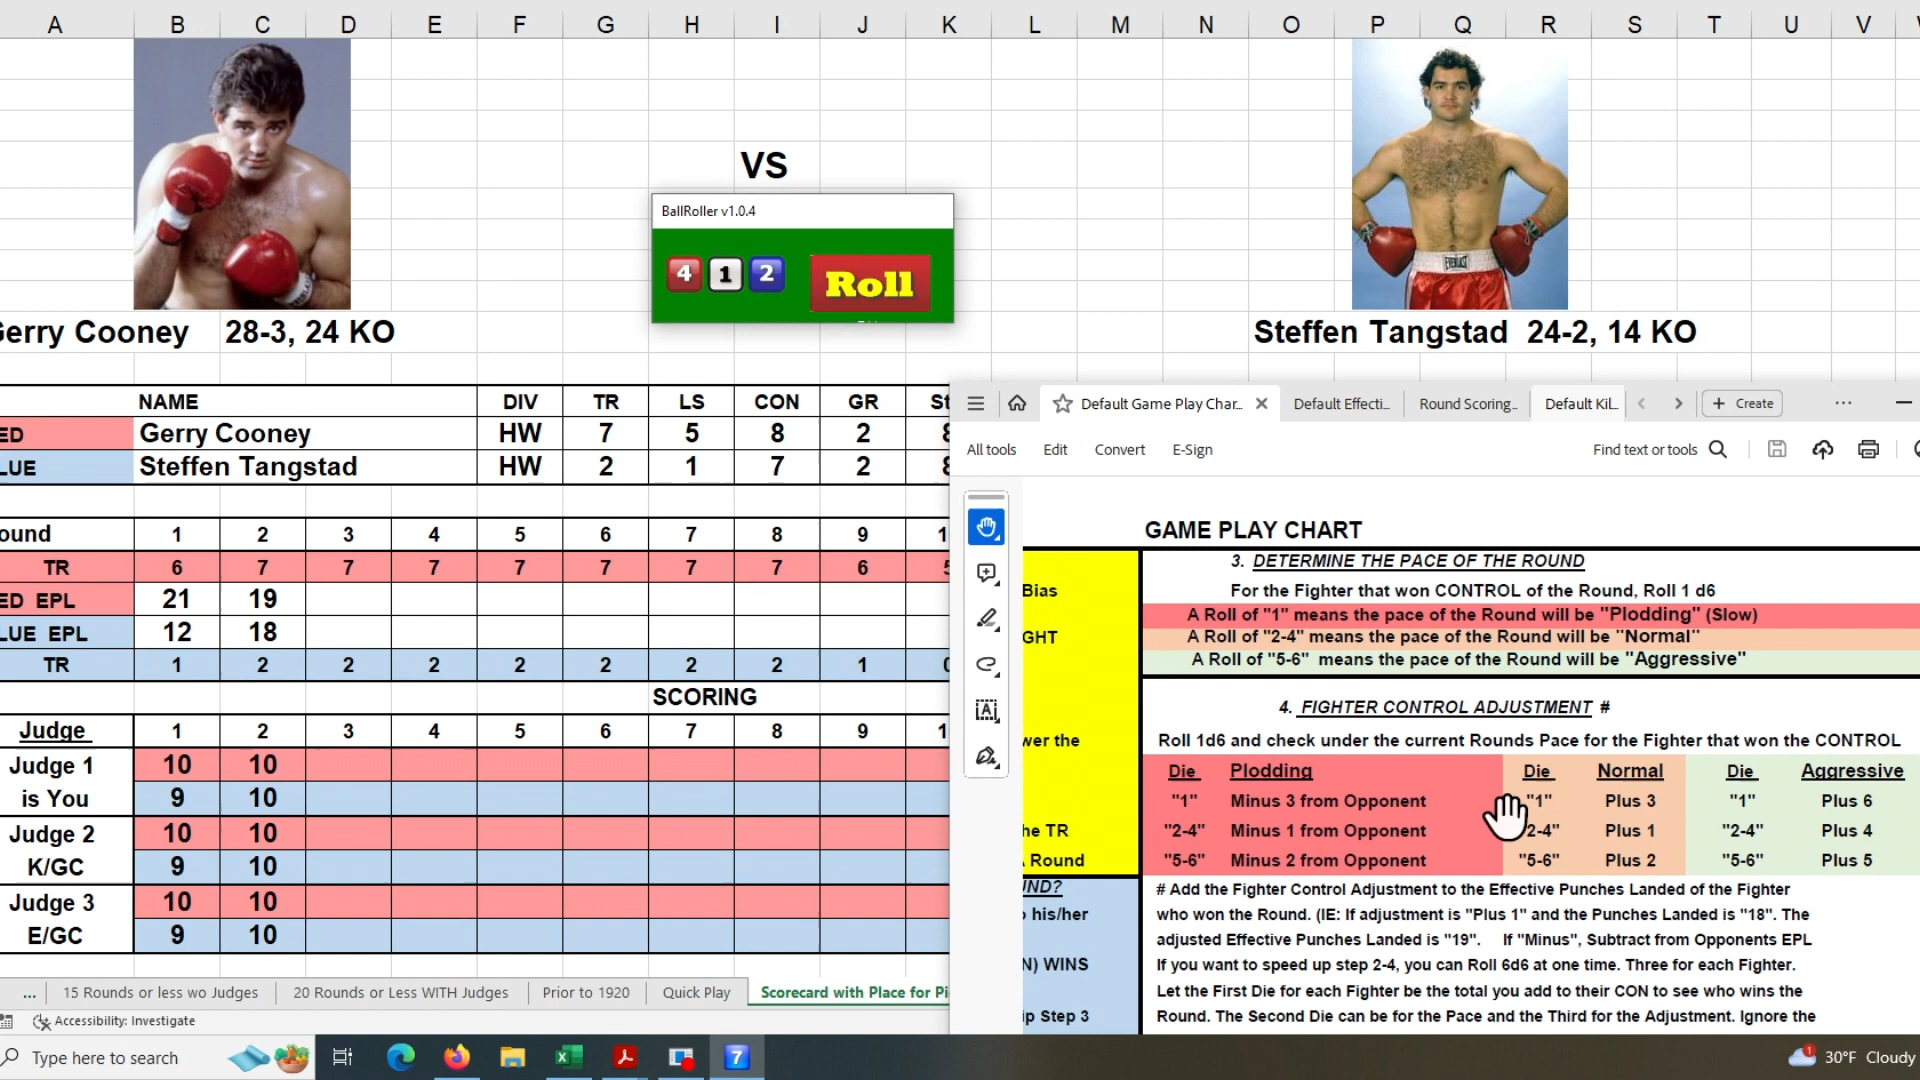 A B C D E F G H I J K L M N O P Q R S T U V
VS
BallRoller v1.0.4
4 1 2 Roll
EVERLAST
erry Cooney 28-3, 24 KO
Steffen Tangstad 24-2, 14 KO
NAME DIV TR LS CON GR St
ED Gerry Cooney HW 7 5 8 2 8
LUE Steffen Tangstad HW 2 1 7 2 8
ound 1 2 3 4 5 6 7 8 9 1
TR 6 7 7 7 7 7 7 7 6 5
ED EPL 21 19
LUE EPL 12 18
TR 1 2 2 2 2 2 2 2 1 0
SCORING
Judge 1 2 3 4 5 6 7 8 9 1
Judge 1 10 10
is You 9 10
Judge 2 10 10
K/GC 9 10
Judge 3 10 10
E/GC 9 10
... 15 Rounds or less wo Judges 20 Rounds or Less WITH Judges Prior to 1920 Quick Play Scorecard with Place for Pi
Accessibility: Investigate
Default Game Play Char... Default Effecti... Round Scoring... Default Kil... + Create ...
All tools Edit Convert E-Sign Find text or tools
GAME PLAY CHART
3. DETERMINE THE PACE OF THE ROUND
Bias For the Fighter that won CONTROL of the Round, Roll 1 d6
A Roll of "1" means the pace of the Round will be "Plodding" (Slow)
GHT A Roll of "2-4" means the pace of the Round will be "Normal"
A Roll of "5-6" means the pace of the Round will be "Aggressive"
4. FIGHTER CONTROL ADJUSTMENT #
wer the Roll 1d6 and check under the current Rounds Pace for the Fighter that won the CONTROL
Die Plodding Die Normal Die Aggressive
"1" Minus 3 from Opponent "1" Plus 3 "1" Plus 6
he TR "2-4" Minus 1 from Opponent 2-4" Plus 1 "2-4" Plus 4
Round "5-6" Minus 2 from Opponent "5-6" Plus 2 "5-6" Plus 5
UND? # Add the Fighter Control Adjustment to the Effective Punches Landed of the Fighter
his/her who won the Round. (IE: If adjustment is "Plus 1" and the Punches Landed is "18". The
adjusted Effective Punches Landed is "19". If "Minus", Subtract from Opponents EPL
N) WINS If you want to speed up step 2-4, you can Roll 6d6 at one time. Three for each Fighter.
Let the First Die for each Fighter be the total you add to their CON to see who wins the
ip Step 3 Round. The Second Die can be for the Pace and the Third for the Adjustment. Ignore the
Type here to search 7 1 30°F Cloudy